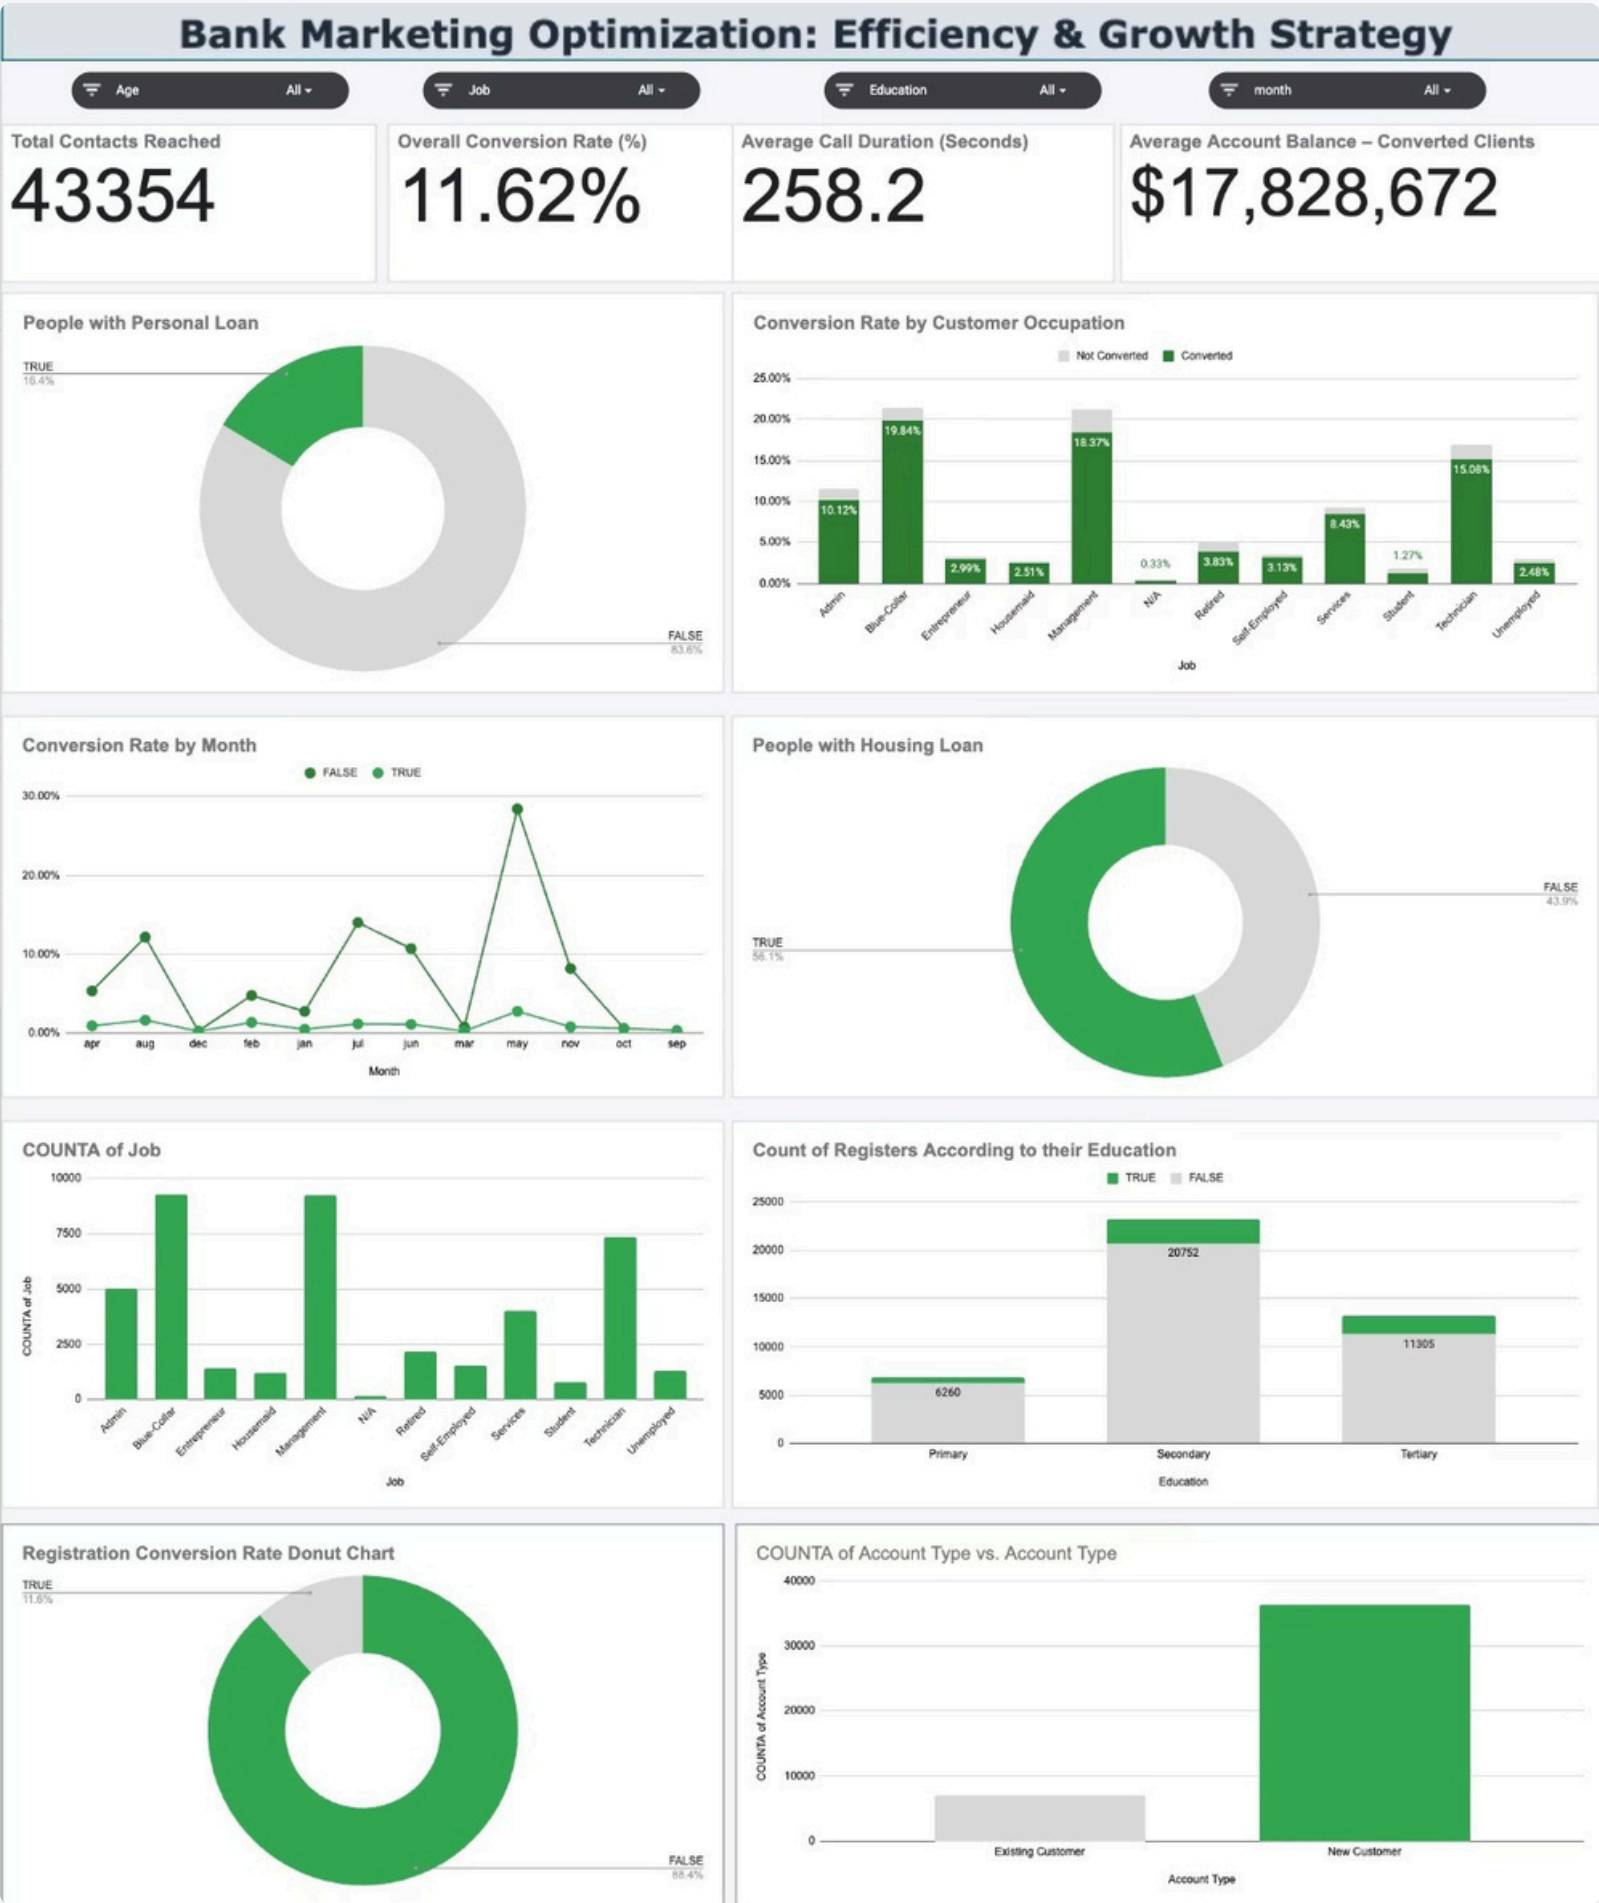 Bank Marketing Optimization: Efficiency & Growth Strategy
Age All
Job All
Education All
month All
Total Contacts Reached
43354
Overall Conversion Rate (%)
11.62%
Average Call Duration (Seconds)
258.2
Average Account Balance – Converted Clients
$17,828,672
People with Personal Loan
TRUE
16.4%
FALSE
83.6%
Conversion Rate by Customer Occupation
Not Converted Converted
25.00%
20.00%
15.00%
10.00%
5.00%
0.00%
10.12%
19.84%
2.99%
2.51%
18.37%
0.33%
3.83%
3.13%
8.43%
1.27%
15.08%
2.48%
Admin
Blue-Collar
Entrepreneur
Housemaid
Management
N/A
Retired
Self-Employed
Services
Student
Technician
Unemployed
Job
Conversion Rate by Month
FALSE TRUE
30.00%
20.00%
10.00%
0.00%
apr aug dec feb jan jul jun mar may nov oct sep
Month
People with Housing Loan
FALSE
43.9%
TRUE
56.1%
COUNTA of Job
COUNTA of Job
10000
7500
5000
2500
0
Admin
Blue-Collar
Entrepreneur
Housemaid
Management
N/A
Retired
Self-Employed
Services
Student
Technician
Unemployed
Job
Count of Registers According to their Education
TRUE FALSE
25000
20000
15000
10000
5000
0
6260
20752
11305
Primary Secondary Tertiary
Education
Registration Conversion Rate Donut Chart
TRUE
11.6%
FALSE
88.4%
COUNTA of Account Type vs. Account Type
COUNTA of Account Type
40000
30000
20000
10000
0
Existing Customer New Customer
Account Type